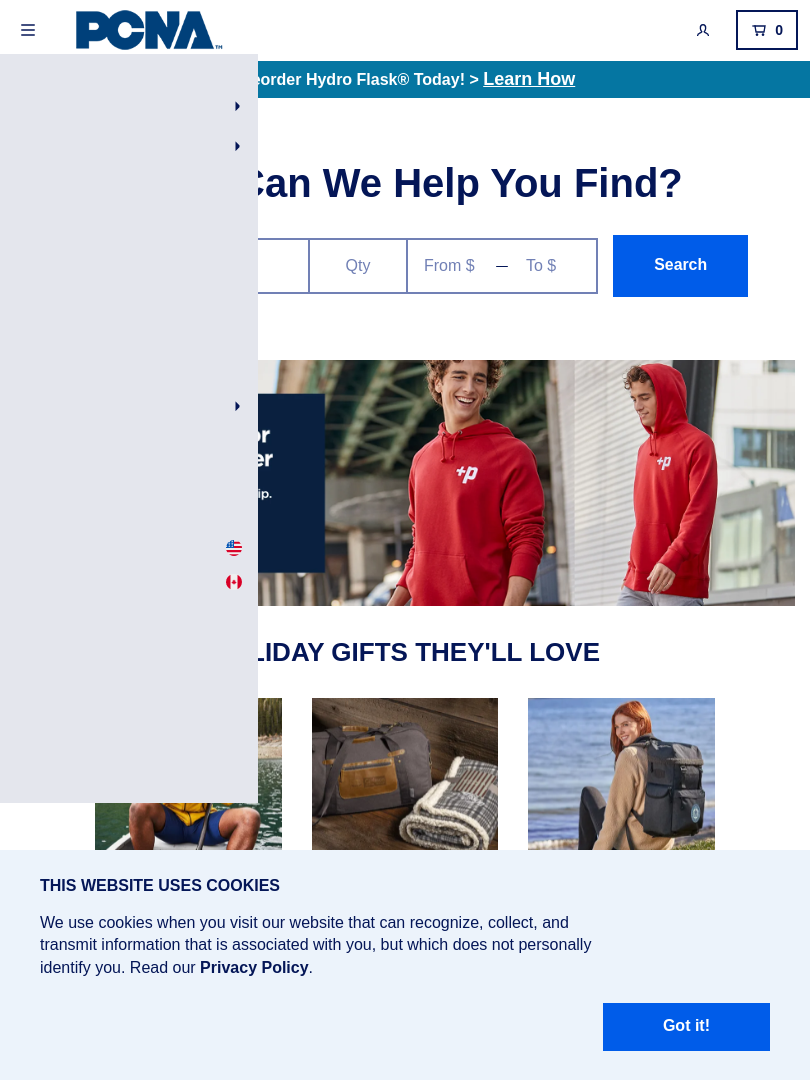 PCNA™
0
eorder Hydro Flask® Today! > Learn How
Can We Help You Find?
Qty
From $
To $
Search
or
er
ip.
+p
+p
LIDAY GIFTS THEY'LL LOVE
THIS WEBSITE USES COOKIES
We use cookies when you visit our website that can recognize, collect, and
transmit information that is associated with you, but which does not personally
identify you. Read our Privacy Policy.
Got it!